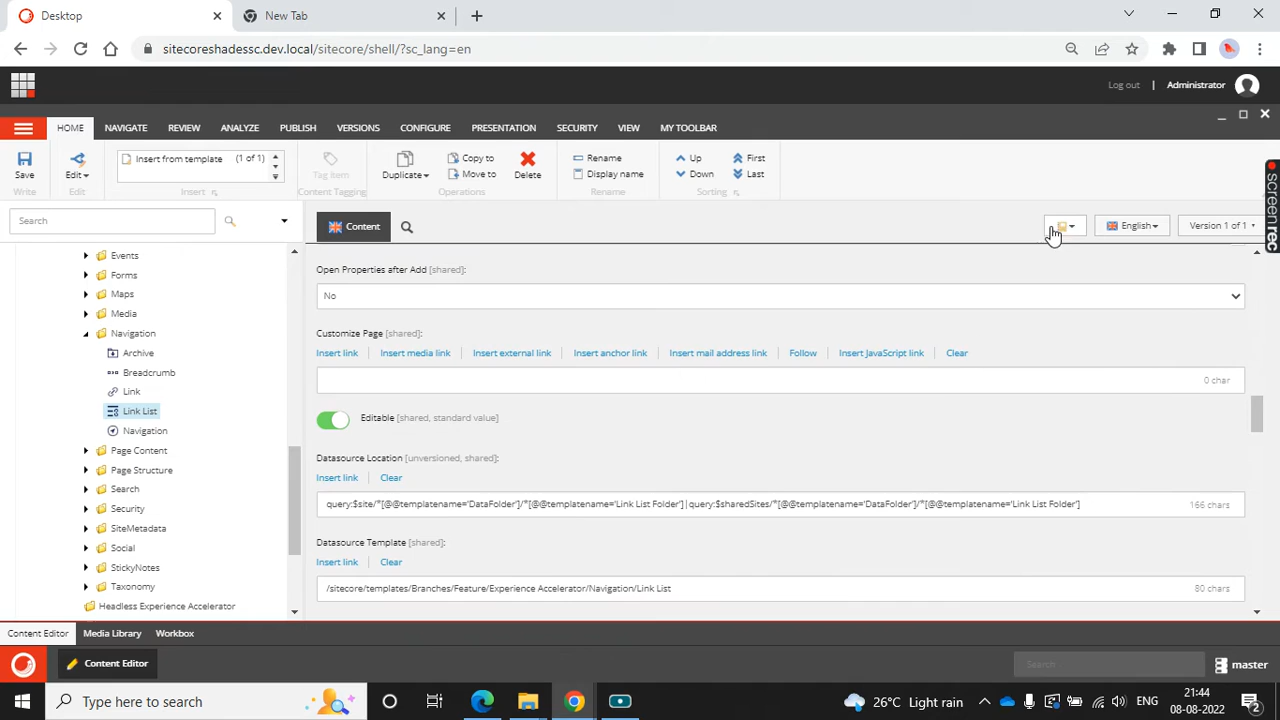 Desktop
New Tab
sitecoreshadessc.dev.local/sitecore/shell/?sc_lang=en
Log out | Administrator
HOME NAVIGATE REVIEW ANALYZE PUBLISH VERSIONS CONFIGURE PRESENTATION SECURITY VIEW MY TOOLBAR
Insert from template (1 of 1) Copy to Rename Up First
Save Edit Tag Item Duplicate Move to Delete Display name Down Last
Write Edit Insert Content Tagging Operations Rename Sorting
Search
Content
English
Version 1 of 1
Events
Forms
Maps
Media
Navigation
Archive
Breadcrumb
Link
Link List
Navigation
Page Content
Page Structure
Search
Security
SiteMetadata
Social
StickyNotes
Taxonomy
Headless Experience Accelerator
Open Properties after Add [shared]:
No
Customize Page [shared]:
Insert link | Insert media link | Insert external link | Insert anchor link | Insert mail address link | Follow | Insert JavaScript link | Clear
0 char
Editable [shared, standard value]
Datasource Location [unversioned, shared]:
Insert link | Clear
query:$site/*[@@templatename='DataFolder']/*[@@templatename='Link List Folder']|query:$sharedSites/*[@@templatename='DataFolder']/*[@@templatename='Link List Folder'] 166 chars
Datasource Template [shared]:
Insert link | Clear
/sitecore/templates/Branches/Feature/Experience Accelerator/Navigation/Link List 80 chars
screenrec
Content Editor Media Library Workbox
Content Editor
Search
master
Type here to search
26°C Light rain
ENG
21:44
08-08-2022
2